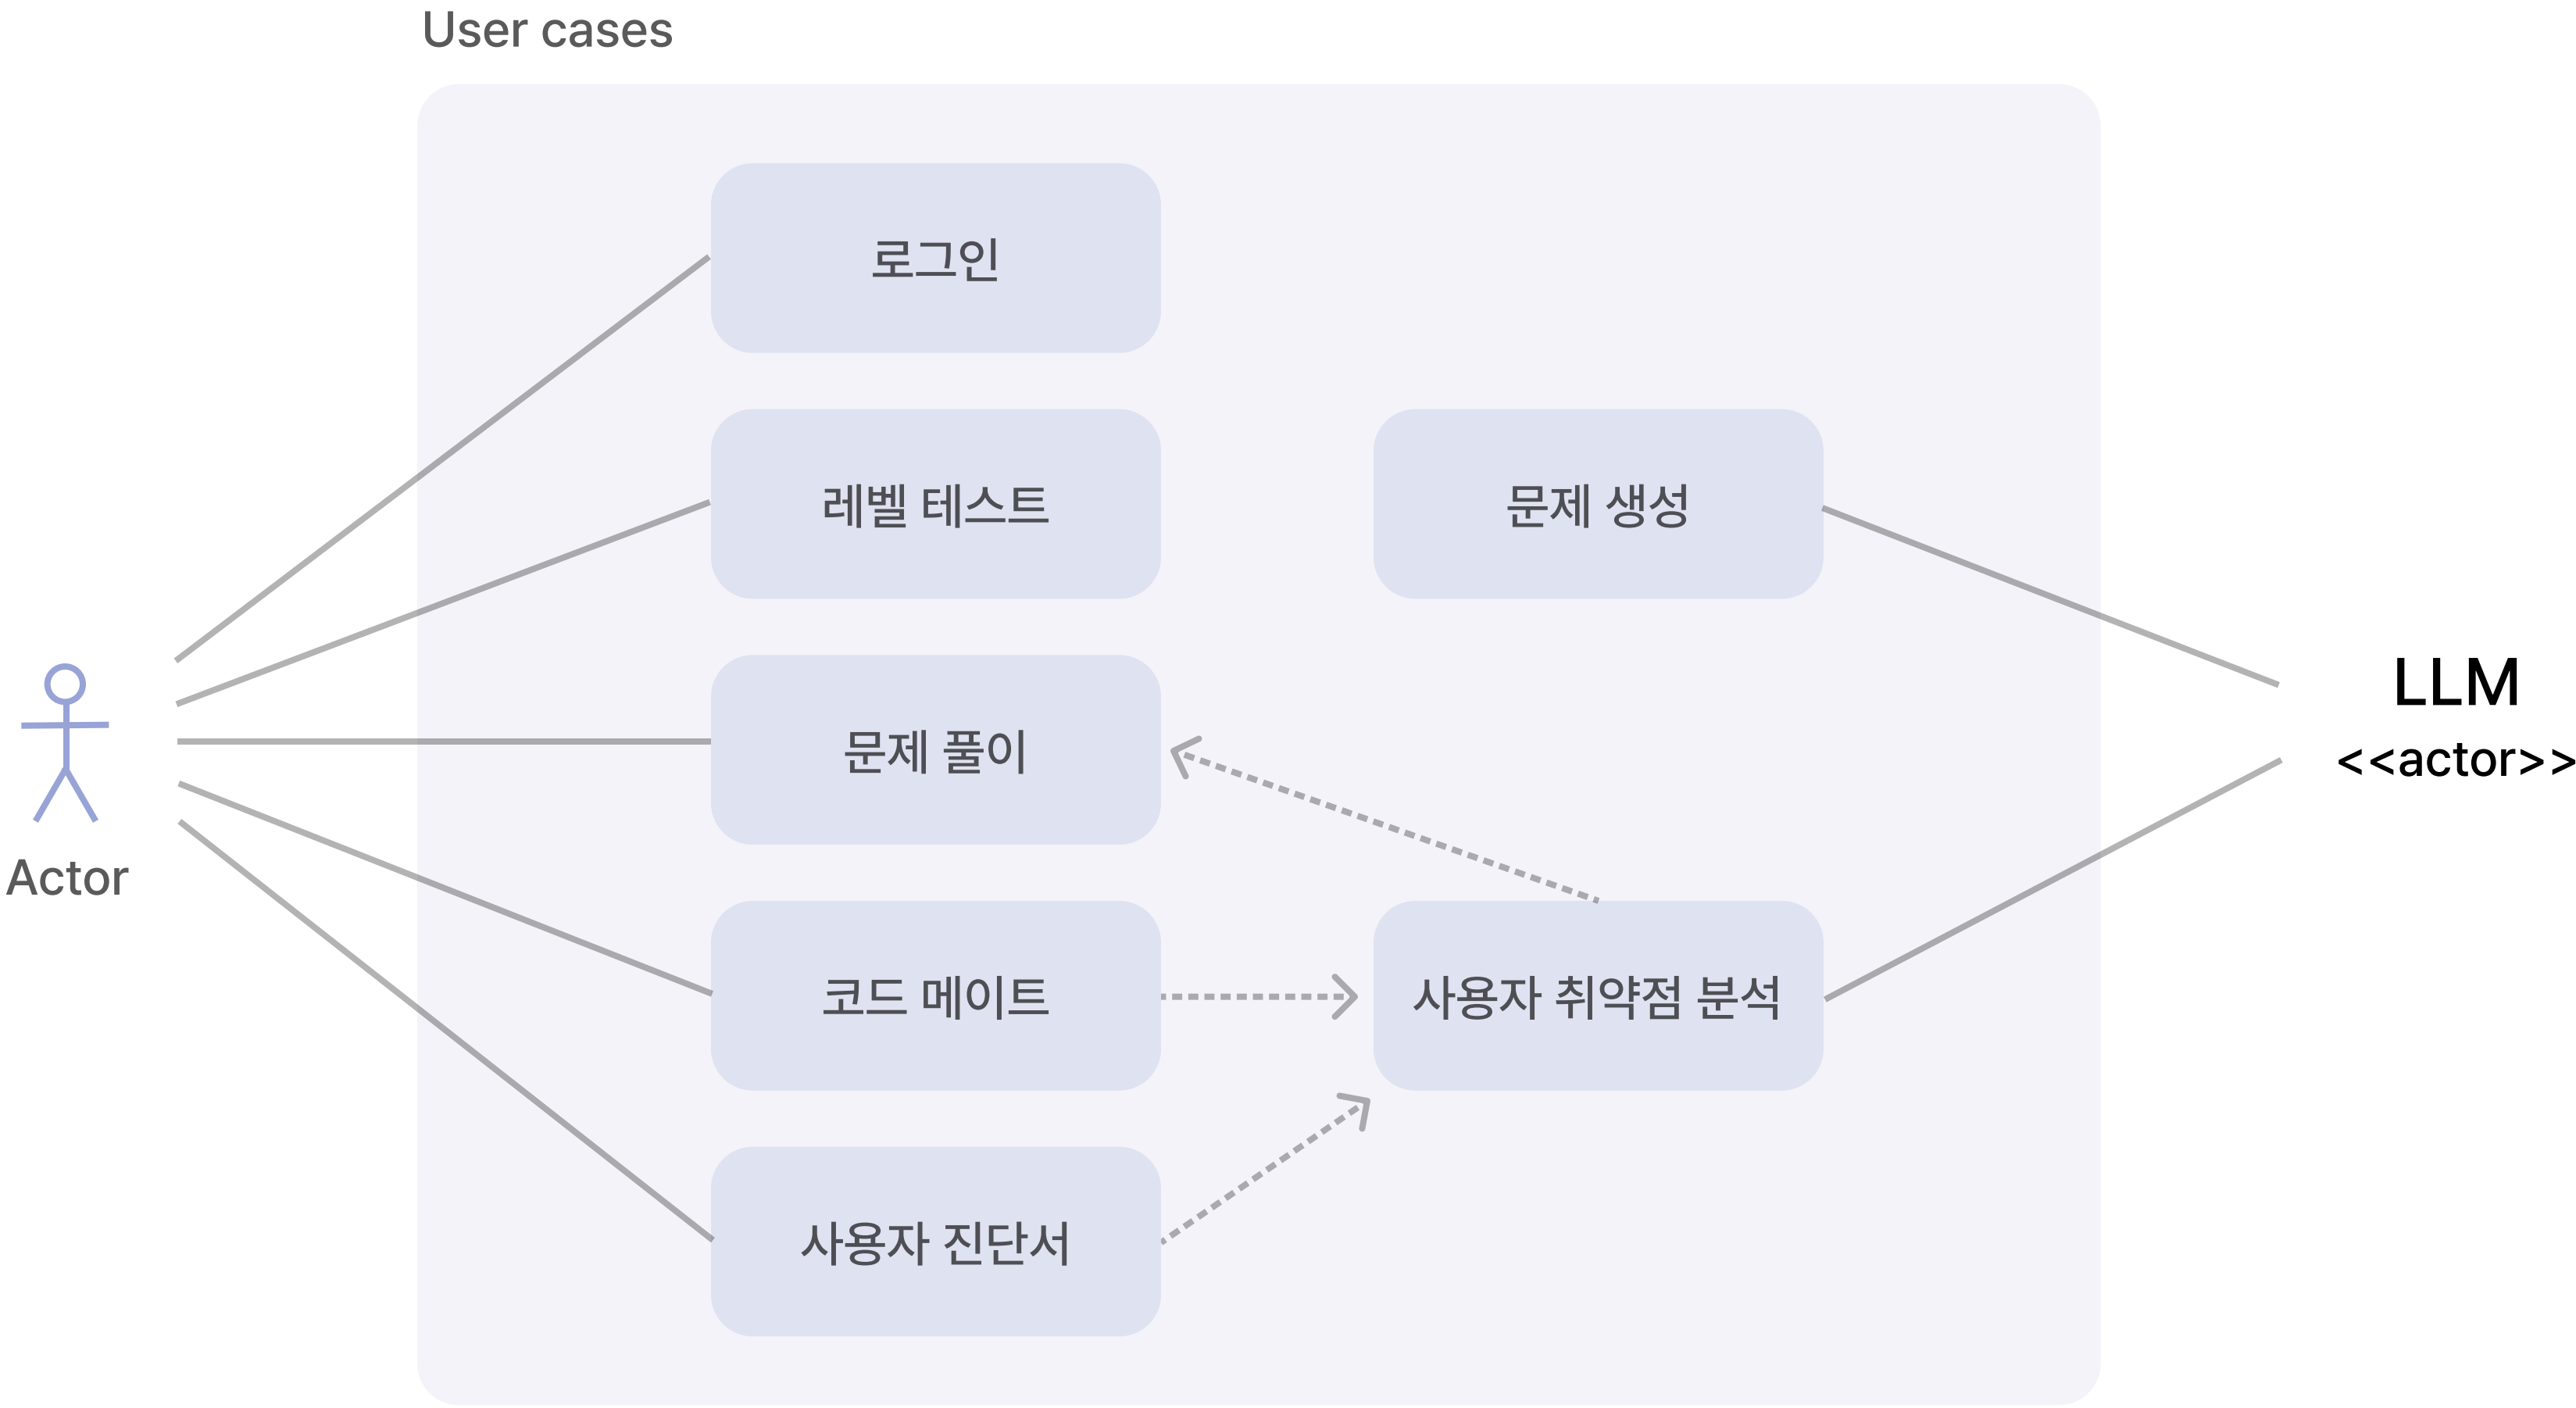 User cases
로그인
레벨 테스트
문제 생성
문제 풀이
LLM
<<actor>>
Actor
코드 메이트
사용자 취약점 분석
사용자 진단서